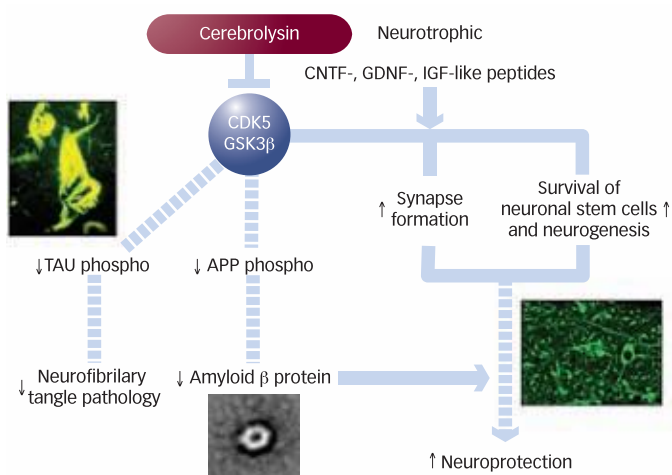 Cerebrolysin
Neurotrophic
CNTF-, GDNF-, IGF-like peptides
CDK5
GSK3β
↑ Synapse
formation
Survival of
neuronal stem cells ↑
and neurogenesis
↓ TAU phospho
↓ APP phospho
↓ Neurofibrilary
tangle pathology
↓ Amyloid β protein
↑ Neuroprotection